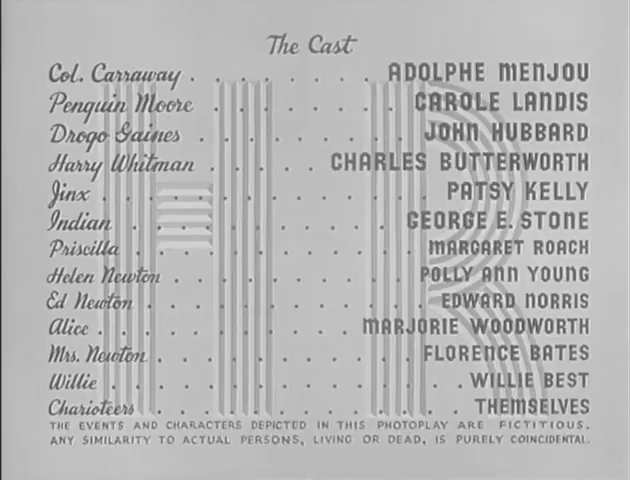 The Cast
Col. Carraway . . . . . . . ADOLPHE MENJOU
Penguin Moore . . . . . . . CAROLE LANDIS
Drogo Gaines . . . . . . . . JOHN HUBBARD
Harry Whitman . . . . . CHARLES BUTTERWORTH
Jinx . . . . . . . . . . . . PATSY KELLY
Indian . . . . . . . . . . GEORGE E. STONE
Priscilla . . . . . . . . . . MARGARET ROACH
Helen Newton . . . . . . . . POLLY ANN YOUNG
Ed Newton . . . . . . . . . . EDWARD NORRIS
Alice . . . . . . . . . MARJORIE WOODWORTH
Mrs. Newton . . . . . . . . . FLORENCE BATES
Willie . . . . . . . . . . . . WILLIE BEST
Charioteers . . . . . . . . . . THEMSELVES
THE EVENTS AND CHARACTERS DEPICTED IN THIS PHOTOPLAY ARE FICTITIOUS.
ANY SIMILARITY TO ACTUAL PERSONS, LIVING OR DEAD, IS PURELY COINCIDENTAL.